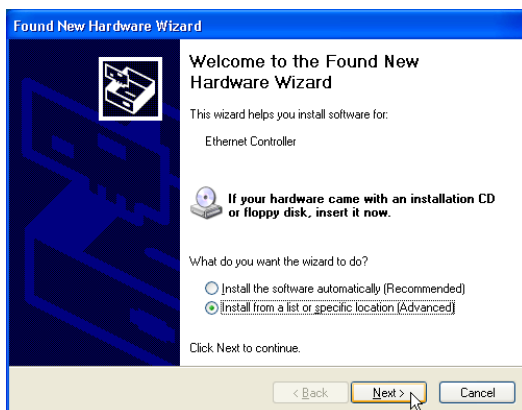 Found New Hardware Wizard
Welcome to the Found New
Hardware Wizard
This wizard helps you install software for:
Ethernet Controller
If your hardware came with an installation CD
or floppy disk, insert it now.
What do you want the wizard to do?
Install the software automatically (Recommended)
Install from a list or specific location (Advanced)
Click Next to continue.
< Back
Next >
Cancel